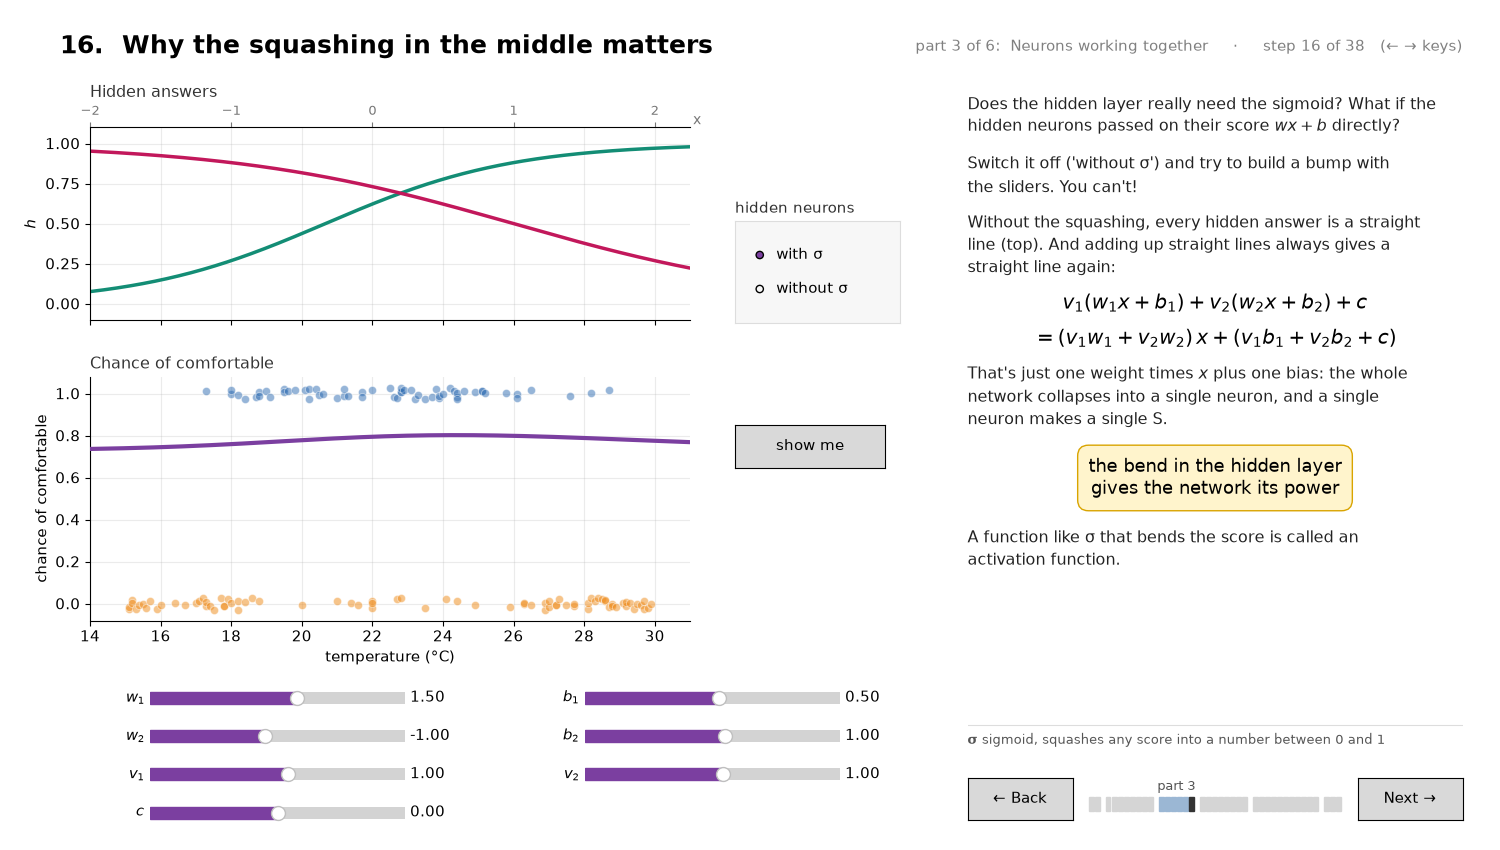 16.  Why the squashing in the middle matters
part 3 of 6:  Neurons working together  ·  step 16 of 38  (← → keys)
Hidden answers
−2 −1 0 1 2
x
1.00
0.75
0.50
0.25
0.00
h
hidden neurons
with σ
without σ
Chance of comfortable
1.0
0.8
0.6
0.4
0.2
0.0
chance of comfortable
14 16 18 20 22 24 26 28 30
temperature (°C)
show me
w₁ 1.50
b₁ 0.50
w₂ -1.00
b₂ 1.00
v₁ 1.00
v₂ 1.00
c 0.00
Does the hidden layer really need the sigmoid? What if the
hidden neurons passed on their score wx + b directly?
Switch it off ('without σ') and try to build a bump with
the sliders. You can't!
Without the squashing, every hidden answer is a straight
line (top). And adding up straight lines always gives a
straight line again:
v₁(w₁x + b₁) + v₂(w₂x + b₂) + c
= (v₁w₁ + v₂w₂) x + (v₁b₁ + v₂b₂ + c)
That's just one weight times x plus one bias: the whole
network collapses into a single neuron, and a single
neuron makes a single S.
the bend in the hidden layer
gives the network its power
A function like σ that bends the score is called an
activation function.
σ sigmoid, squashes any score into a number between 0 and 1
← Back
part 3
Next →